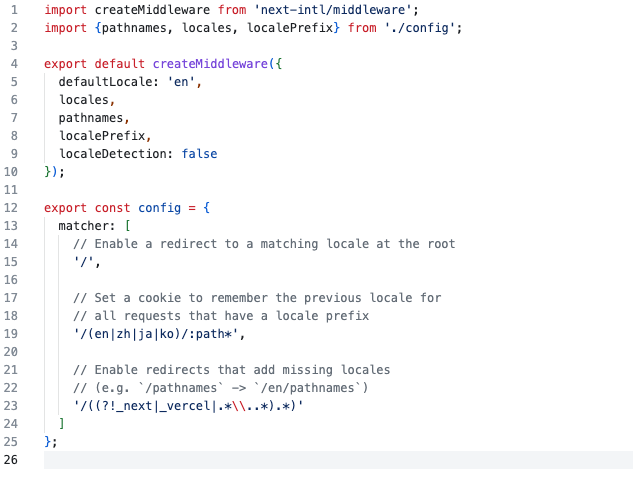 1 import createMiddleware from 'next-intl/middleware';
2 import {pathnames, locales, localePrefix} from './config';
3
4 export default createMiddleware({
5   defaultLocale: 'en',
6   locales,
7   pathnames,
8   localePrefix,
9   localeDetection: false
10 });
11
12 export const config = {
13   matcher: [
14     // Enable a redirect to a matching locale at the root
15     '/',
16
17     // Set a cookie to remember the previous locale for
18     // all requests that have a locale prefix
19     '/(en|zh|ja|ko)/:path*',
20
21     // Enable redirects that add missing locales
22     // (e.g. `/pathnames` -> `/en/pathnames`)
23     '/((?!_next|_vercel|.*\\..*).*)'
24   ]
25 };
26